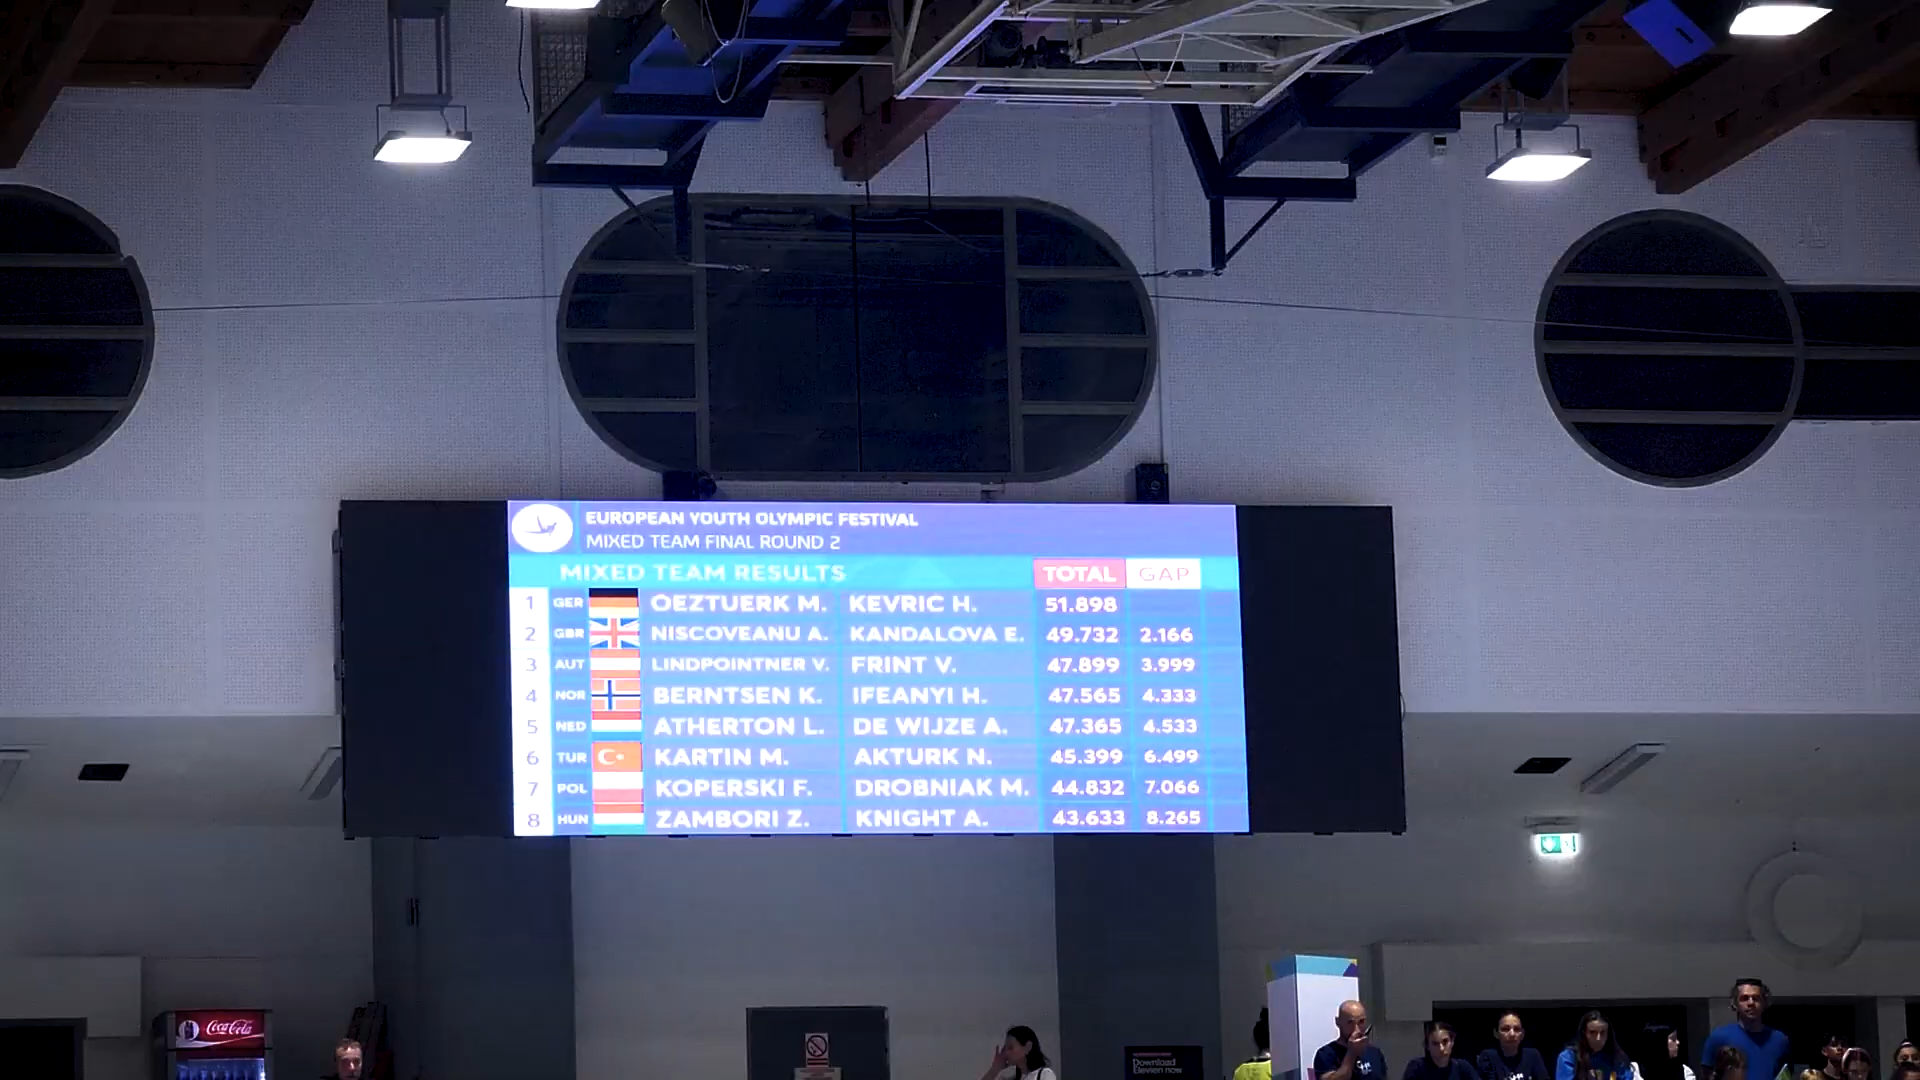 EUROPEAN YOUTH OLYMPIC FESTIVAL
MIXED TEAM FINAL ROUND 2
MIXED TEAM RESULTS TOTAL GAP
1 GER OEZTUERK M. KEVRIC H. 51.898
2 GBR NISCOVEANU A. KANDALOVA E. 49.732 2.166
3 AUT LINDPOINTNER V. FRINT V. 47.899 3.999
4 NOR BERNTSEN K. IFEANYI H. 47.565 4.333
5 NED ATHERTON L. DE WIJZE A. 47.365 4.533
6 TUR KARTIN M. AKTURK N. 45.399 6.499
7 POL KOPERSKI F. DROBNIAK M. 44.832 7.066
8 HUN ZAMBORI Z. KNIGHT A. 43.633 8.265
Coca-Cola
Download
Elevien now